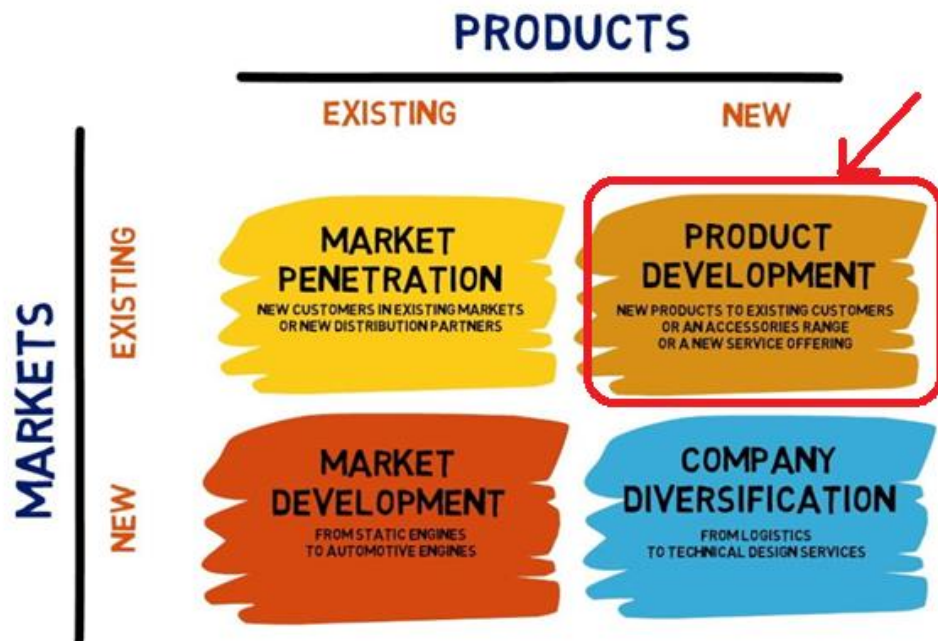 PRODUCTS
EXISTING
NEW
MARKETS
EXISTING
NEW
MARKET
PENETRATION
NEW CUSTOMERS IN EXISTING MARKETS
OR NEW DISTRIBUTION PARTNERS
PRODUCT
DEVELOPMENT
NEW PRODUCTS TO EXISTING CUSTOMERS
OR AN ACCESSORIES RANGE
OR A NEW SERVICE OFFERING
MARKET
DEVELOPMENT
FROM STATIC ENGINES
TO AUTOMOTIVE ENGINES
COMPANY
DIVERSIFICATION
FROM LOGISTICS
TO TECHNICAL DESIGN SERVICES